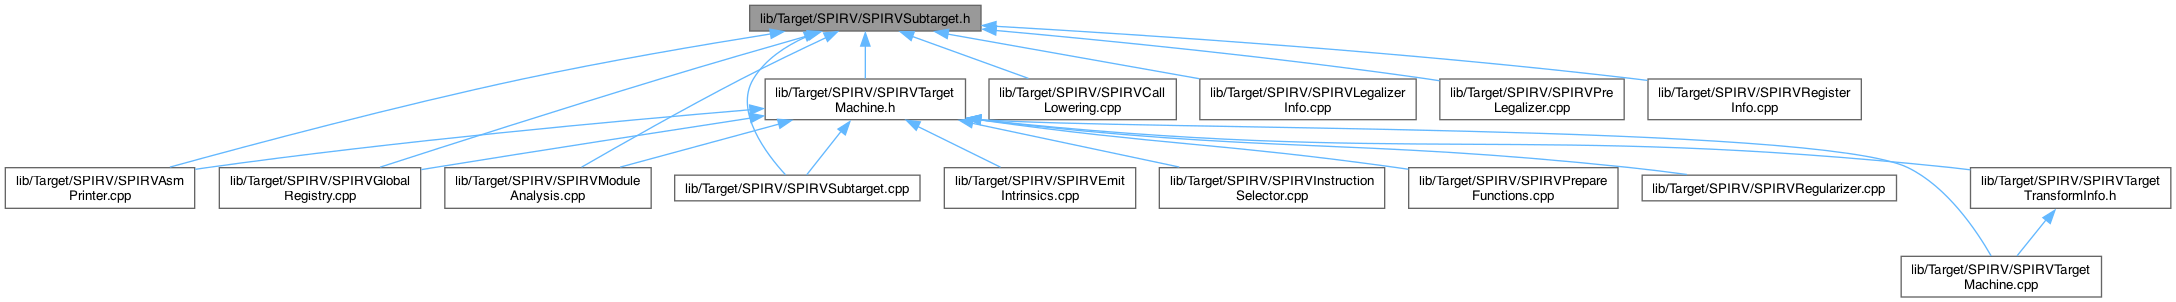 lib/Target/SPIRV/SPIRVSubtarget.h
lib/Target/SPIRV/SPIRVTarget
Machine.h
lib/Target/SPIRV/SPIRVCall
Lowering.cpp
lib/Target/SPIRV/SPIRVLegalizer
Info.cpp
lib/Target/SPIRV/SPIRVPre
Legalizer.cpp
lib/Target/SPIRV/SPIRVRegister
Info.cpp
lib/Target/SPIRV/SPIRVAsm
Printer.cpp
lib/Target/SPIRV/SPIRVGlobal
Registry.cpp
lib/Target/SPIRV/SPIRVModule
Analysis.cpp
lib/Target/SPIRV/SPIRVSubtarget.cpp
lib/Target/SPIRV/SPIRVEmit
Intrinsics.cpp
lib/Target/SPIRV/SPIRVInstruction
Selector.cpp
lib/Target/SPIRV/SPIRVPrepare
Functions.cpp
lib/Target/SPIRV/SPIRVRegularizer.cpp
lib/Target/SPIRV/SPIRVTarget
TransformInfo.h
lib/Target/SPIRV/SPIRVTarget
Machine.cpp